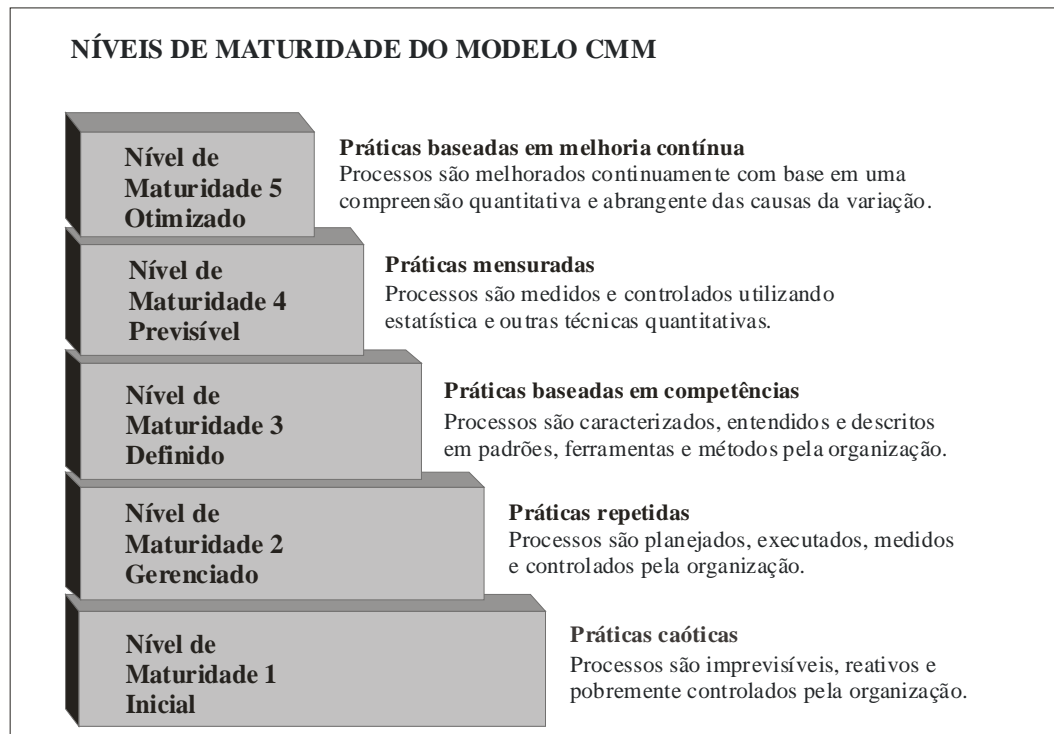 NÍVEIS DE MATURIDADE DO MODELO CMM
Nível de
Maturidade 5
Otimizado
Práticas baseadas em melhoria contínua
Processos são melhorados continuamente com base em uma
compreensão quantitativa e abrangente das causas da variação.
Nível de
Maturidade 4
Previsível
Práticas mensuradas
Processos são medidos e controlados utilizando
estatística e outras técnicas quantitativas.
Nível de
Maturidade 3
Definido
Práticas baseadas em competências
Processos são caracterizados, entendidos e descritos
em padrões, ferramentas e métodos pela organização.
Nível de
Maturidade 2
Gerenciado
Práticas repetidas
Processos são planejados, executados, medidos
e controlados pela organização.
Nível de
Maturidade 1
Inicial
Práticas caóticas
Processos são imprevisíveis, reativos e
pobremente controlados pela organização.